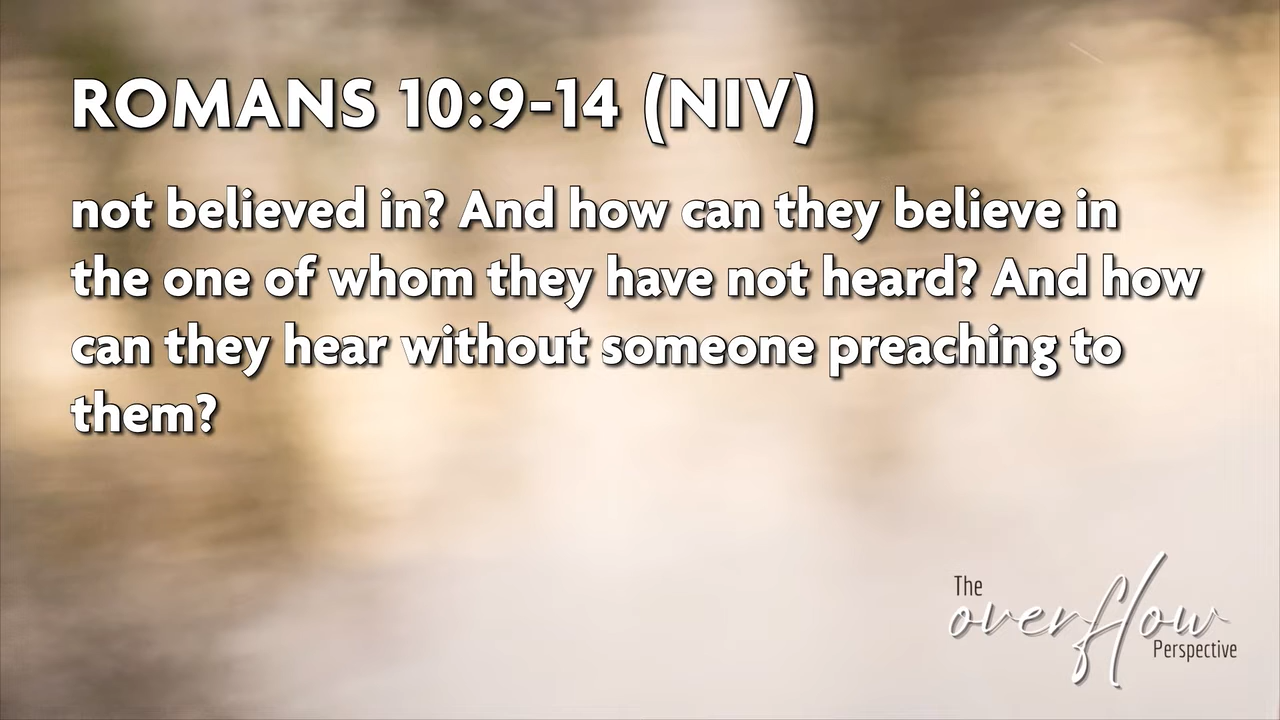 ROMANS 10:9-14 (NIV)
not believed in? And how can they believe in
the one of whom they have not heard? And how
can they hear without someone preaching to
them?
The
overflow
Perspective